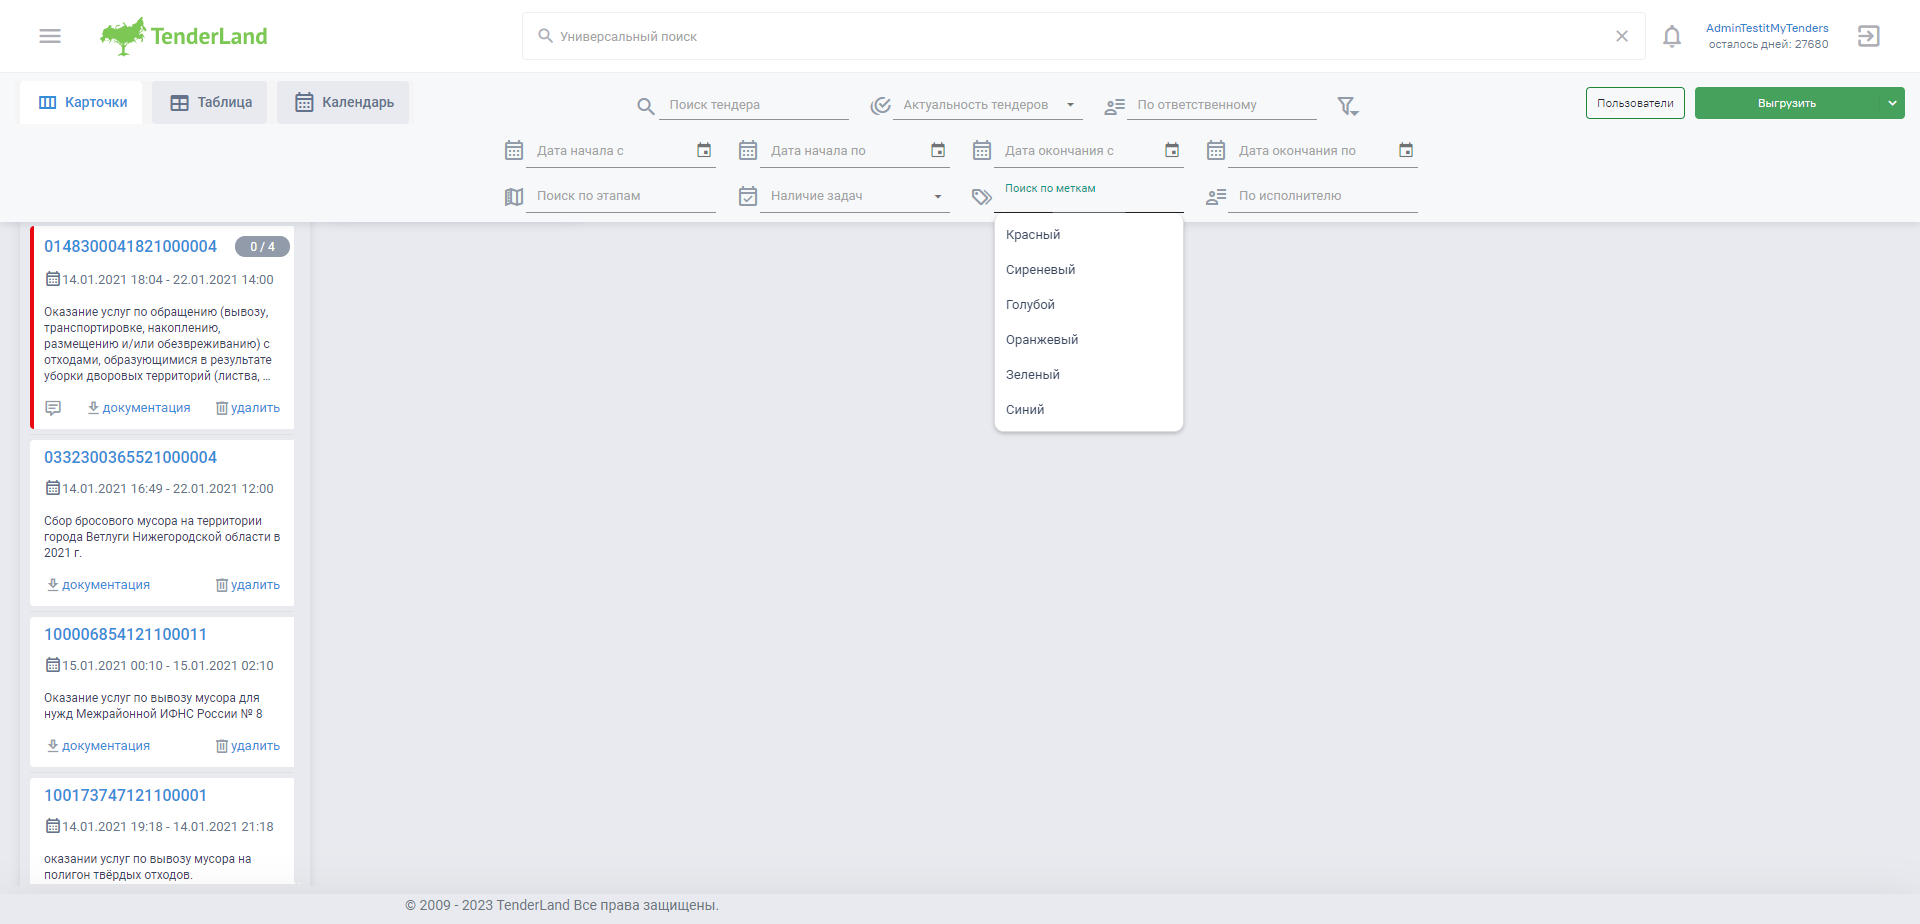 TenderLand
Универсальный поиск
AdminTestitMyTenders
осталось дней: 27680
Карточки
Таблица
Календарь
Поиск тендера
Актуальность тендеров
По ответственному
Пользователи
Выгрузить
Дата начала с
Дата начала по
Дата окончания с
Дата окончания по
Поиск по этапам
Наличие задач
Поиск по меткам
По исполнителю
Красный
Сиреневый
Голубой
Оранжевый
Зеленый
Синий
0148300041821000004
0 / 4
14.01.2021 18:04 - 22.01.2021 14:00
Оказание услуг по обращению (вывозу,
транспортировке, накоплению,
размещению и/или обезвреживанию) с
отходами, образующимися в результате
уборки дворовых территорий (листва, ...
документация
удалить
0332300365521000004
14.01.2021 16:49 - 22.01.2021 12:00
Сбор бросового мусора на территории
города Ветлуги Нижегородской области в
2021 г.
документация
удалить
100006854121100011
15.01.2021 00:10 - 15.01.2021 02:10
Оказание услуг по вывозу мусора для
нужд Межрайонной ИФНС России № 8
документация
удалить
100173747121100001
14.01.2021 19:18 - 14.01.2021 21:18
оказании услуг по вывозу мусора на
полигон твёрдых отходов.
© 2009 - 2023 TenderLand Все права защищены.